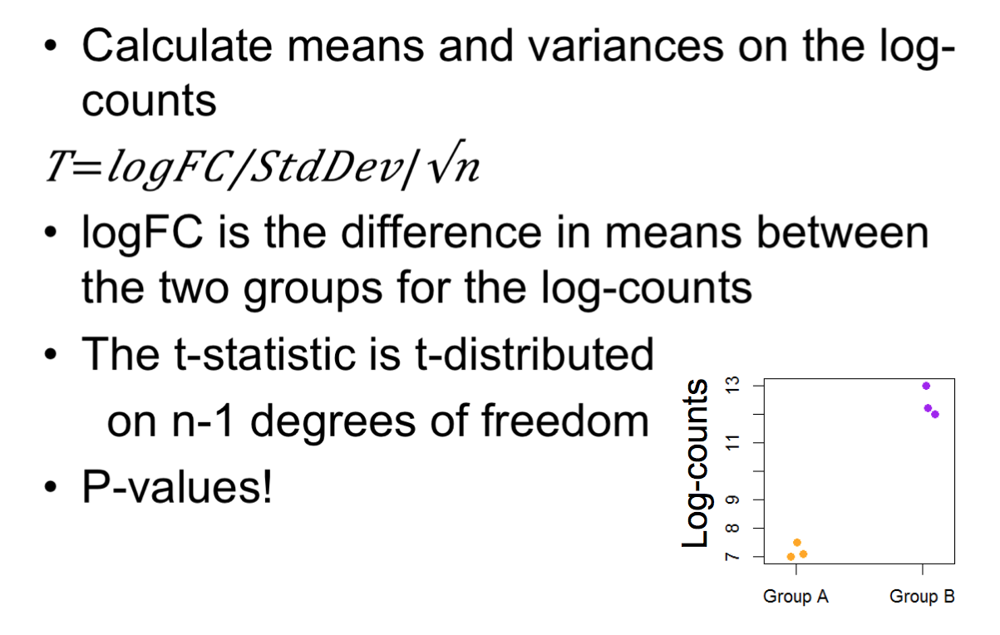 • Calculate means and variances on the log-
counts
T=logFC/StdDev/√n
• logFC is the difference in means between
the two groups for the log-counts
• The t-statistic is t-distributed
on n-1 degrees of freedom
• P-values!
Log-counts
13
11
9
8
7
Group A Group B